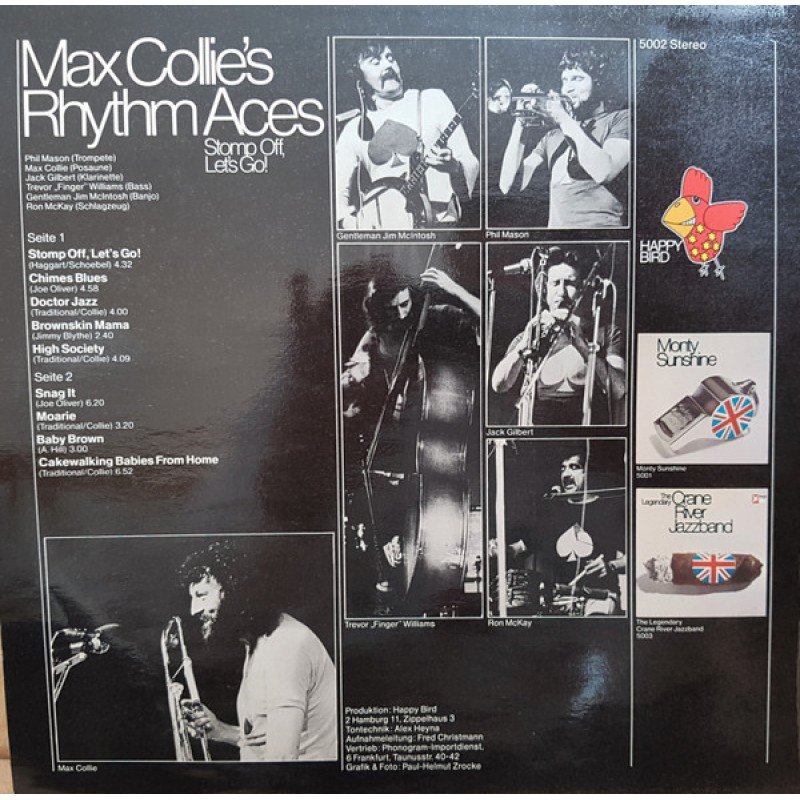 Max Collie's
Rhythm Aces
Stomp Off,
Let's Go!
Phil Mason (Trompete)
Max Collie (Posaune)
Jack Gilbert (Klarinette)
Trevor „Finger" Williams (Bass)
Gentleman Jim McIntosh (Banjo)
Ron McKay (Schlagzeug)
Seite 1
Stomp Off, Let's Go!
(Haggart/Schoebel) 4.32
Chimes Blues
(Joe Oliver) 4.58
Doctor Jazz
(Traditional/Collie) 4.00
Brownskin Mama
(Jimmy Blythe) 2.40
High Society
(Traditional/Collie) 4.09
Seite 2
Snag It
(Joe Oliver) 6.20
Moarie
(Traditional/Collie) 3.20
Baby Brown
(A. Hill) 3.00
Cakewalking Babies From Home
(Traditional/Collie) 6.52
Max Collie
Gentleman Jim McIntosh
Phil Mason
Trevor „Finger" Williams
Jack Gilbert
Ron McKay
Produktion: Happy Bird
2 Hamburg 11, Zippelhaus 3
Tontechnik: Alex Heyna
Aufnahmeleitung: Fred Christmann
Vertrieb: Phonogram-Importdienst,
6 Frankfurt, Taunusstr. 40-42
Grafik & Foto: Paul-Helmut Zrocke
5002 Stereo
HAPPY
BIRD
Monty
Sunshine
Monty Sunshine
5001
The
Legendary
Crane
River
Jazzband
The Legendary
Crane River Jazzband
5003